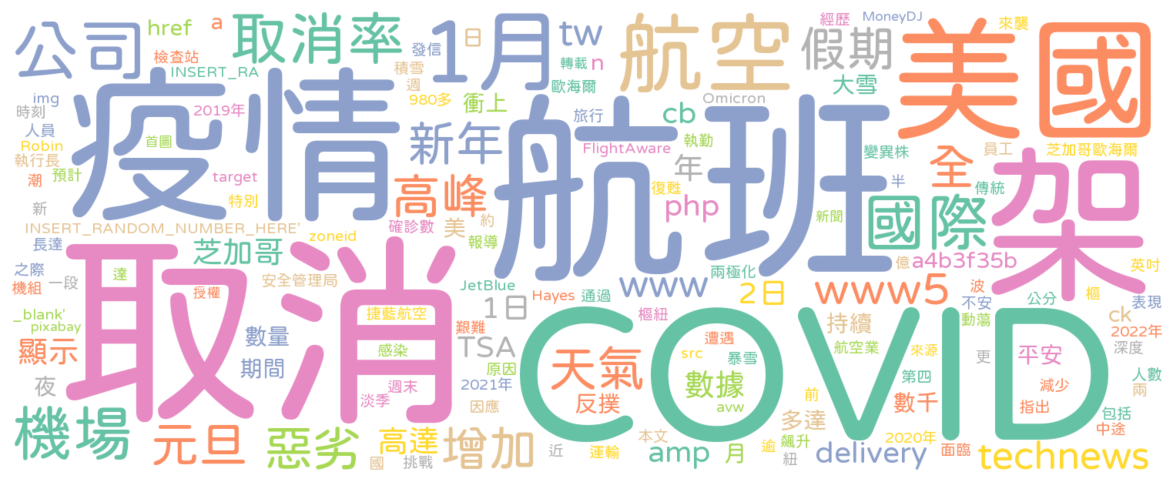 公司
href
a
取消率
發信
1日
1月
tw
轉載
n
航空
經歷
MoneyDJ
假期
來襲
美國
檢查站
INSERT_RA
積雪
週
歐海爾
大雪
img
時刻
2019年
疫情
980多
衝上
旅行
cb
Omicron
人員
Robin
首圖
新年
航班
FlightAware
執勤
變異株
員工
芝加哥歐海爾
執行長
潮
預計
target
特別
高峰
復甦
年
半
全
傳統
架
新
美
約
php
新聞
國際
INSERT_RANDOM_NUMBER_HERE'
確診數
報導
長達
芝加哥
zoneid
兩極化
億
a4b3f35b
英吋
之際
機組
一段
達
安全管理局
取消
www
2日
www5
波
不安
動蕩
公分
樞
表現
授權
JetBlue
1日
Hayes
通過
樞紐
_blank'
pixabay
捷藍航空
艱難
COVID
遭遇
持續
ck
2022年
顯示
數量
感染
TSA
天氣
src
暴雪
航空業
來源
更
平安
深度
期間
原因
夜
週末
2021年
反撲
數據
第四
人數
兩
淡季
因應
avw
前
數千
減少
指出
機場
元旦
惡劣
高達
增加
多達
包括
中途
國
挑戰
近
運輸
本文
amp
月
逾
紐
飆升
delivery
2020年
面臨
technews